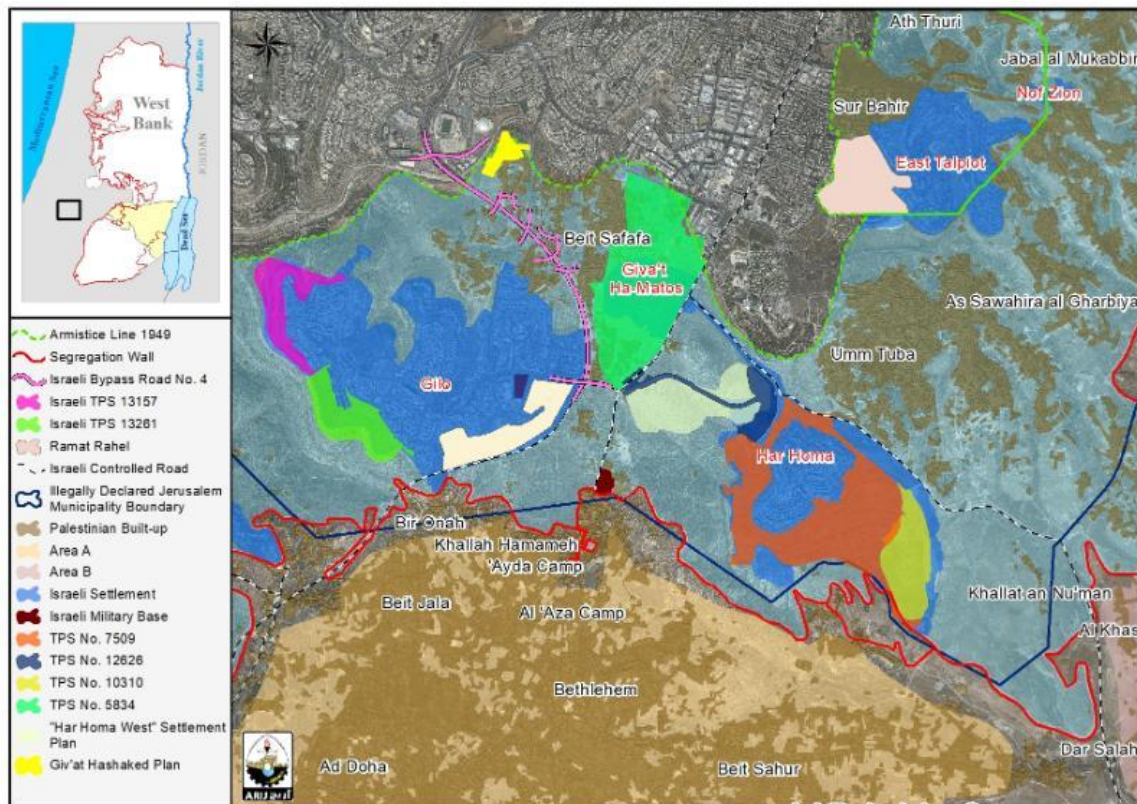 Mediterranean Sea
West
Bank
Jordan River
JORDAN
Dead Sea
Armistice Line 1949
Segregation Wall
Israeli Bypass Road No. 4
Israeli TPS 13157
Israeli TPS 13261
Ramat Rahel
Israeli Controlled Road
Illegally Declared Jerusalem
Municipality Boundary
Palestinian Built-up
Area A
Area B
Israeli Settlement
Israeli Military Base
TPS No. 7509
TPS No. 12626
TPS No. 10310
TPS No. 5834
"Har Homa West" Settlement
Plan
Giv'at Hashaked Plan
Ath Thuri
Jabal al Mukabbir
Nof Zion
Sur Bahir
East Talpiot
Beit Safafa
Giva't
Ha-Matos
As Sawahira al Gharbiya
Umm Tuba
Gilo
Har Homa
Bir Onah
Khallah Hamameh
'Ayda Camp
Khallat an Nu'man
Beit Jala
Al 'Aza Camp
Al Khas
Bethlehem
Dar Salah
Ad Doha
Beit Sahur
ARIJ